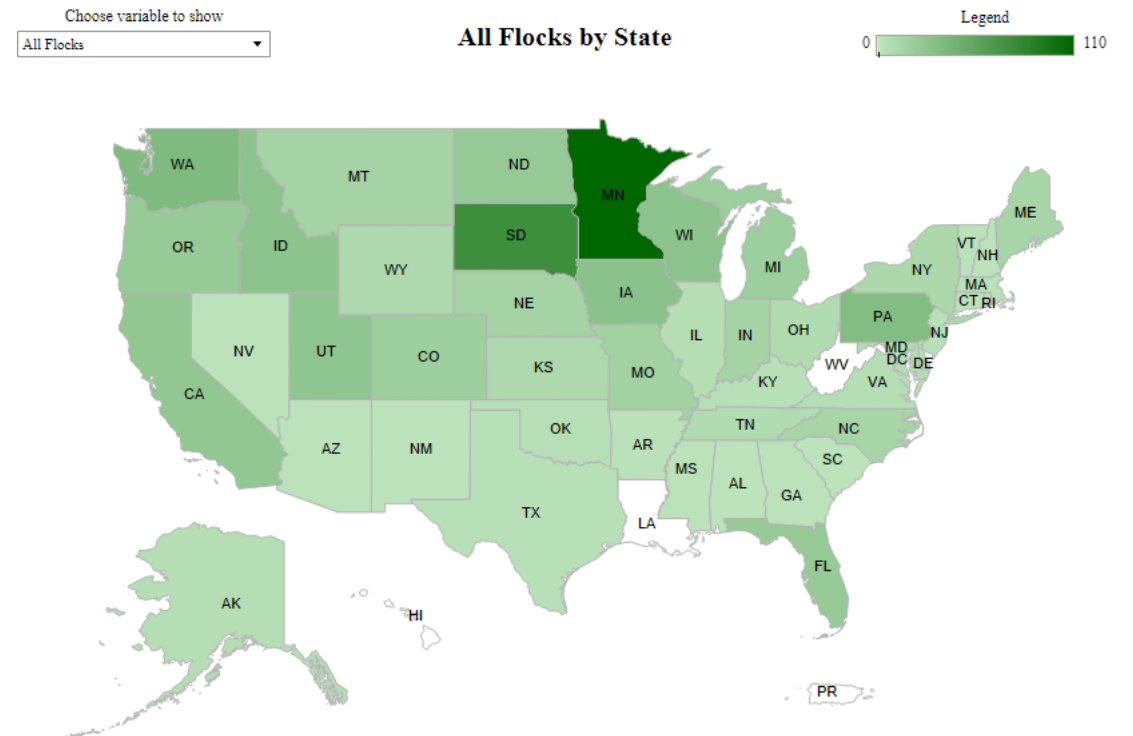 Choose variable to show
All Flocks
All Flocks by State
Legend
0
110
WA
MT
ND
MN
OR
ID
SD
WY
WI
MI
NY
VT
NH
ME
MA
CT
RI
NE
IA
PA
NJ
NV
UT
CO
IL
IN
OH
MD
DC
DE
WV
CA
KS
MO
KY
VA
AZ
NM
OK
AR
TN
NC
SC
MS
AL
GA
TX
LA
FL
AK
HI
PR